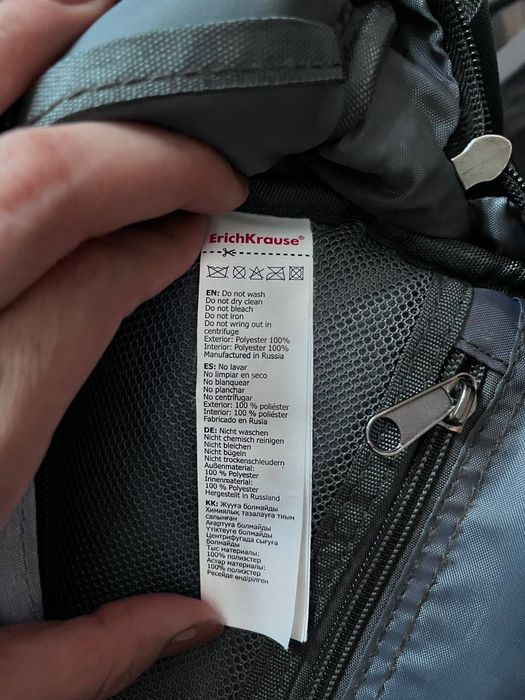 ErichKrause®
EN: Do not wash
Do not dry clean
Do not bleach
Do not iron
Do not wring out in
centrifuge
Exterior: Polyester 100%
Interior: Polyester 100%
Manufactured in Russia
ES: No lavar
No limpiar en seco
No blanquear
No planchar
No centrifugar
Exterior: 100 % poliéster
Interior: 100 % poliéster
Fabricado en Rusia
DE: Nicht waschen
Nicht chemisch reinigen
Nicht bleichen
Nicht bügeln
Nicht trockenschleudern
Außenmaterial:
100 % Polyester
Innenmaterial:
100 % Polyester
Hergestellt in Russland
КК: Жууға болмайды
Химиялық тазалауға тиым
салынған
Ағартуға болмайды
Үтіктеуге болмайды
Центрифугада сығуға
болмайды
Тыс материалы:
100% полиэстер
Астар материалы:
100% полиэстер
Ресейде өндірілген